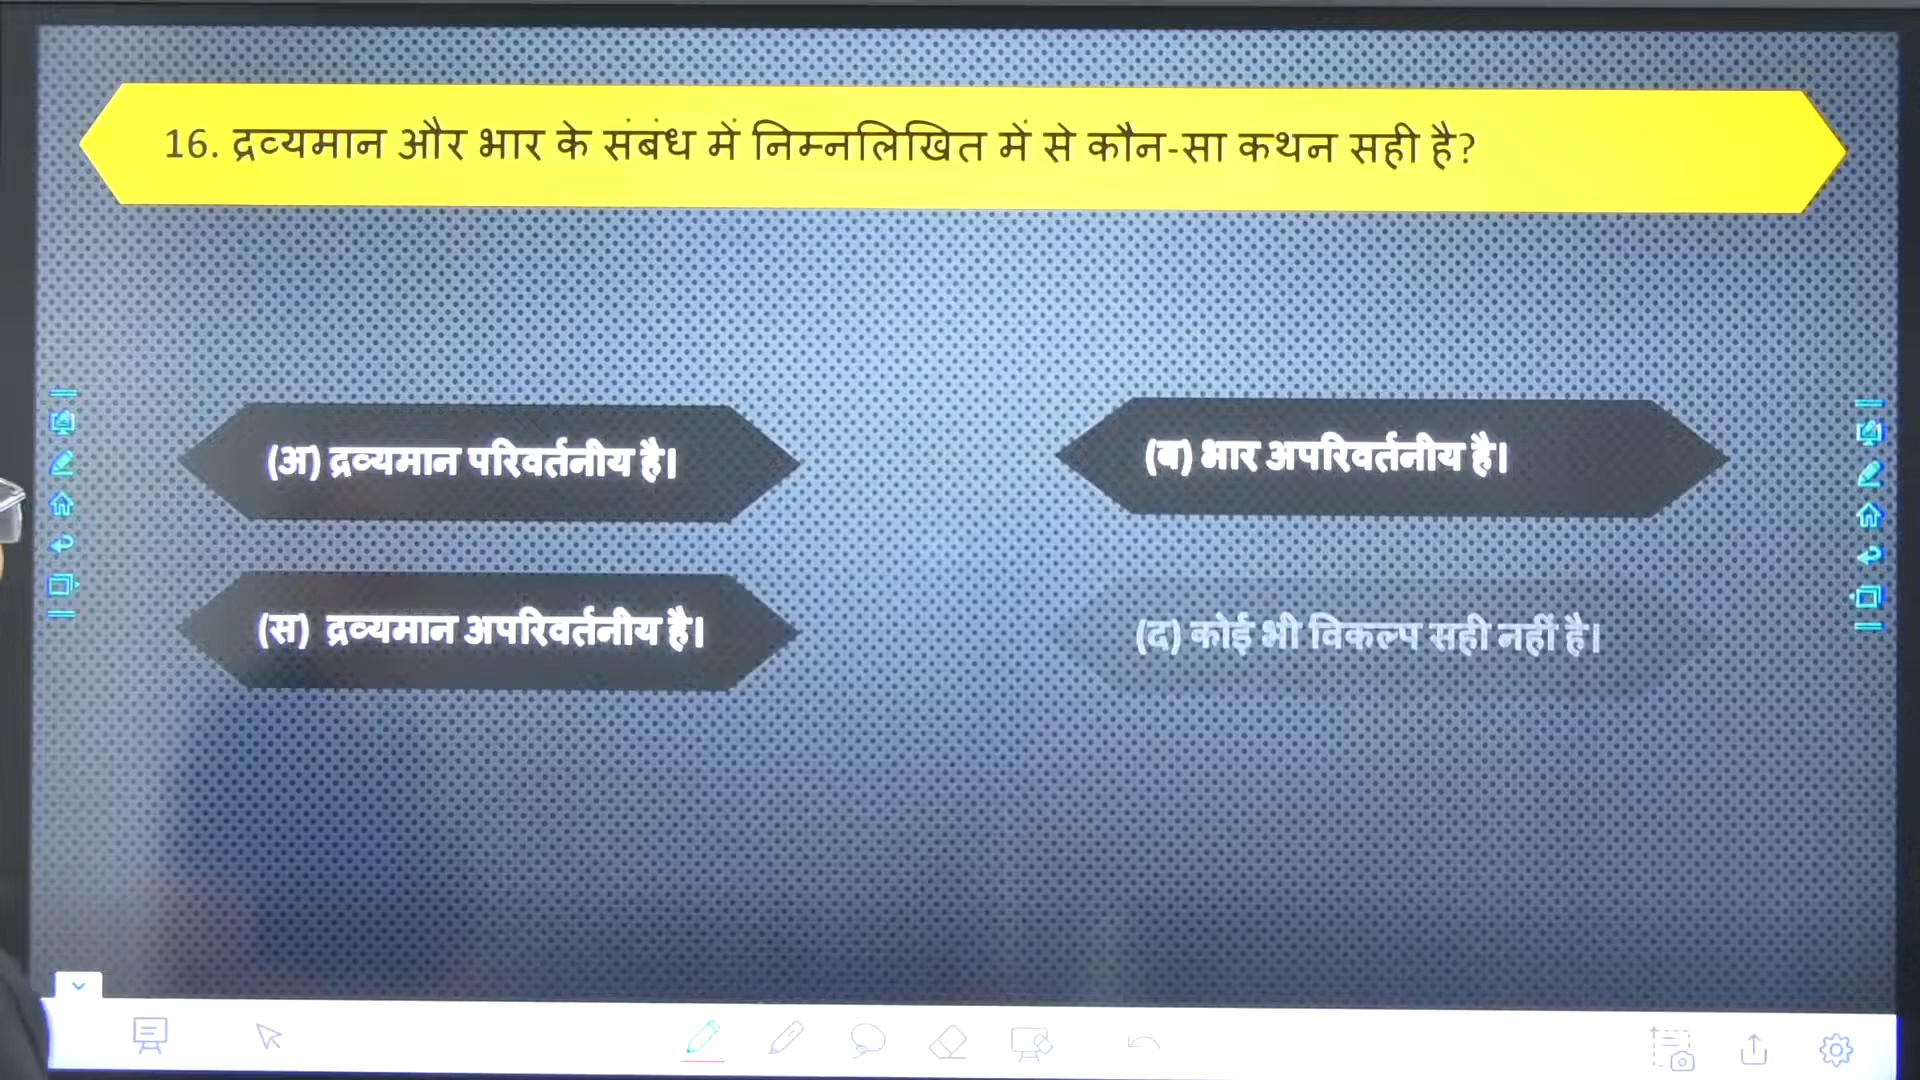 16. द्रव्यमान और भार के संबंध में निम्नलिखित में से कौन-सा कथन सही है?
(अ) द्रव्यमान परिवर्तनीय है।
(ब) भार अपरिवर्तनीय है।
(स) द्रव्यमान अपरिवर्तनीय है।
(द) कोई भी विकल्प सही नहीं है।